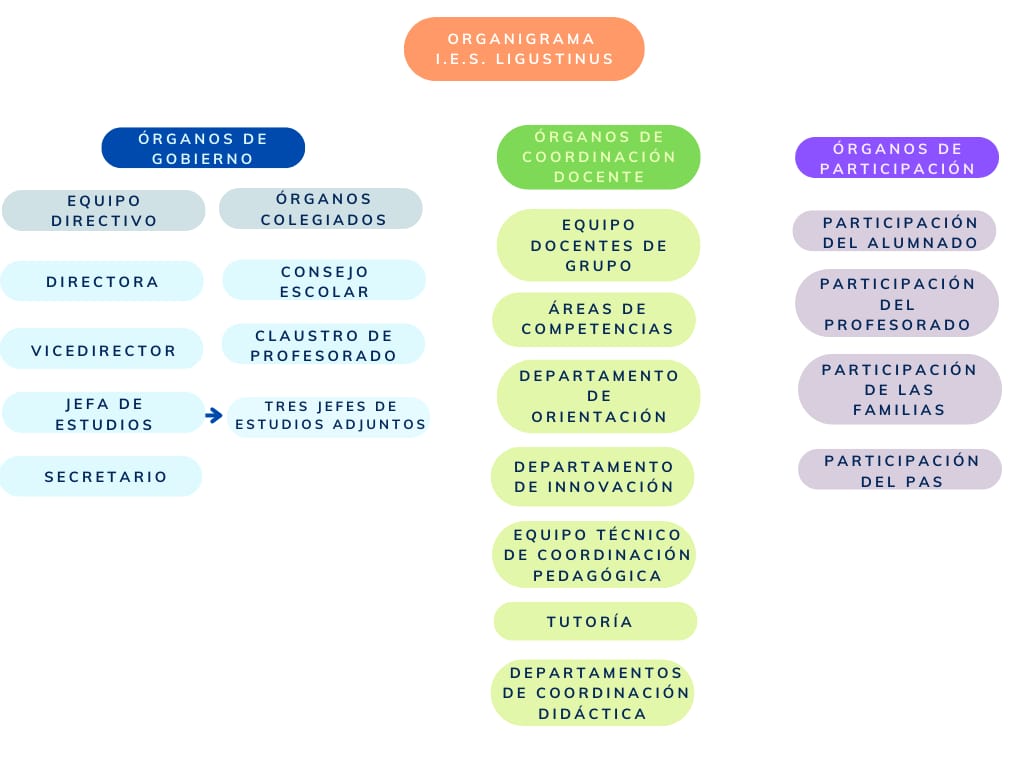 ORGANIGRAMA
I.E.S. LIGUSTINUS
ÓRGANOS DE
GOBIERNO
EQUIPO
DIRECTIVO
DIRECTORA
VICEDIRECTOR
JEFA DE
ESTUDIOS
SECRETARIO
ÓRGANOS
COLEGIADOS
CONSEJO
ESCOLAR
CLAUSTRO DE
PROFESORADO
TRES JEFES DE
ESTUDIOS ADJUNTOS
ÓRGANOS DE
COORDINACIÓN
DOCENTE
EQUIPO
DOCENTES DE
GRUPO
ÁREAS DE
COMPETENCIAS
DEPARTAMENTO
DE
ORIENTACIÓN
DEPARTAMENTO
DE INNOVACIÓN
EQUIPO TÉCNICO
DE COORDINACIÓN
PEDAGÓGICA
TUTORÍA
DEPARTAMENTOS
DE COORDINACIÓN
DIDÁCTICA
ÓRGANOS DE
PARTICIPACIÓN
PARTICIPACIÓN
DEL ALUMNADO
PARTICIPACIÓN
DEL
PROFESORADO
PARTICIPACIÓN
DE LAS
FAMILIAS
PARTICIPACIÓN
DEL PAS